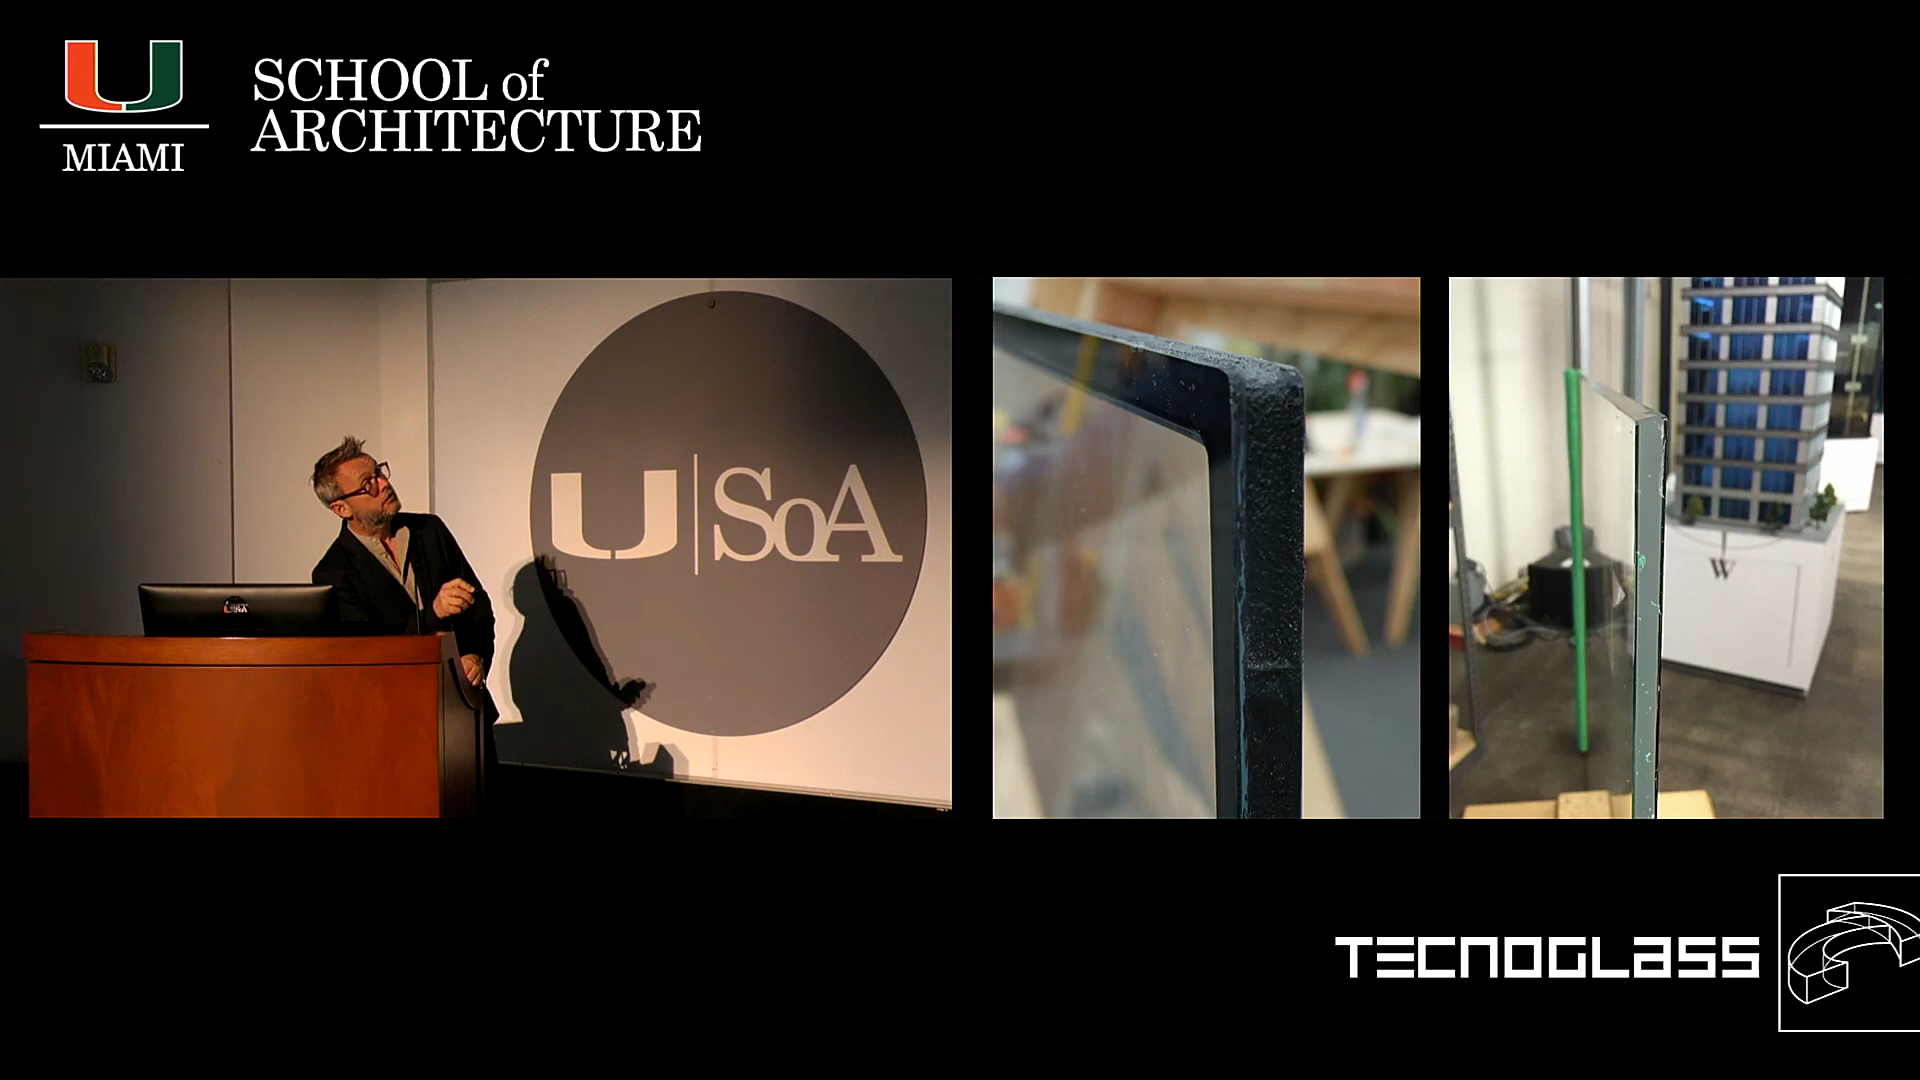 U
MIAMI
SCHOOL of
ARCHITECTURE
U | SoA
W
TECNOGLASS